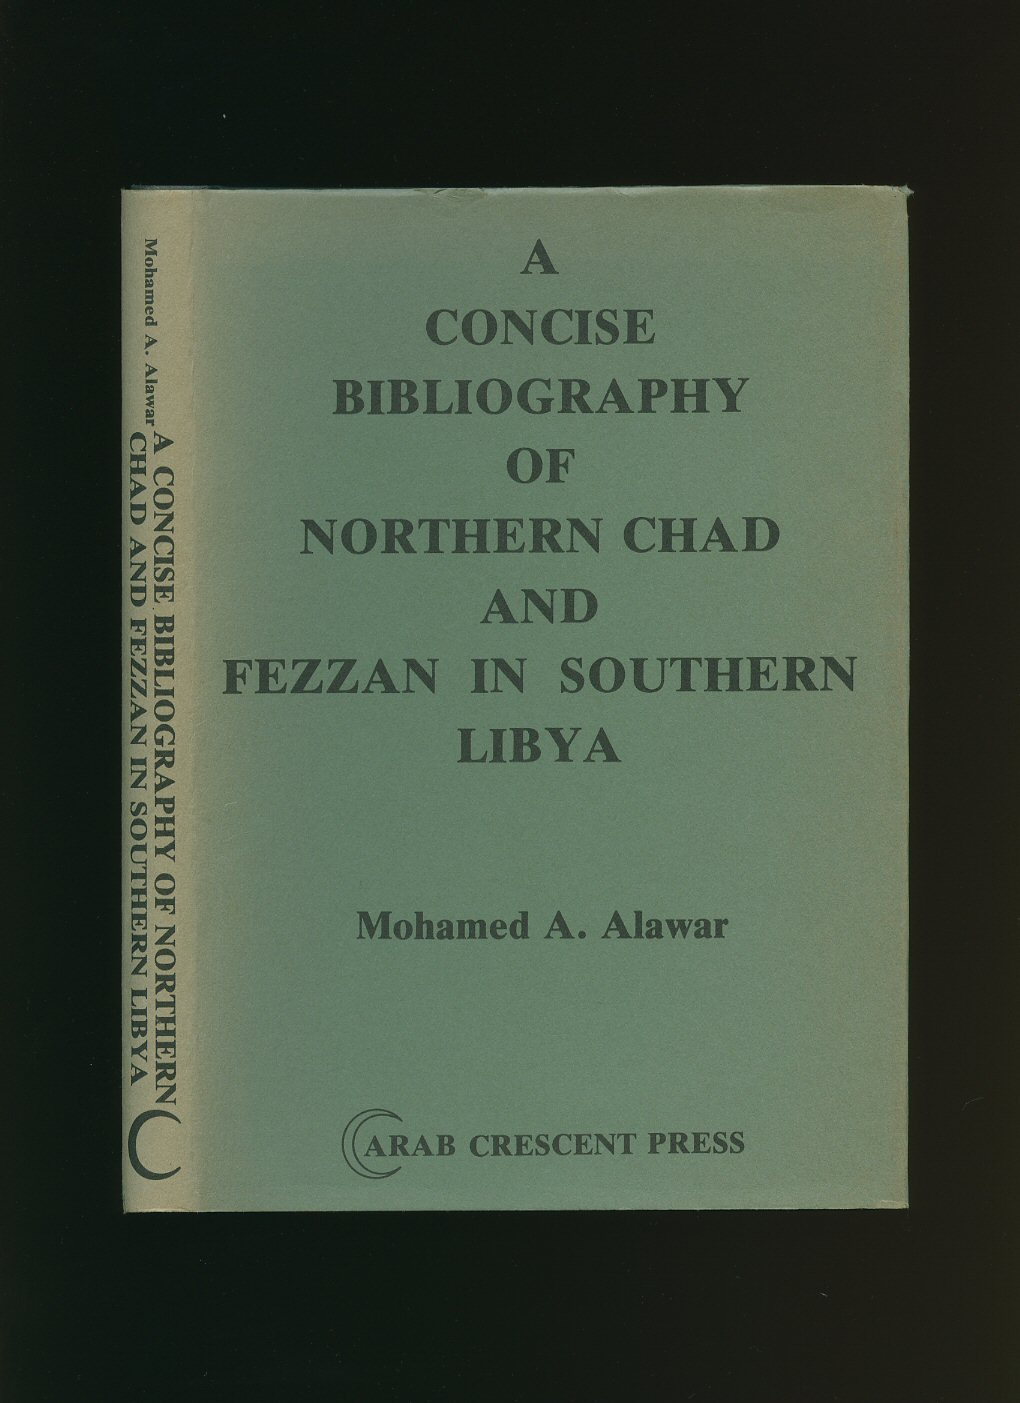 Mohamed A. Alawar
A CONCISE BIBLIOGRAPHY OF NORTHERN
CHAD AND FEZZAN IN SOUTHERN LIBYA
A
CONCISE
BIBLIOGRAPHY
OF
NORTHERN CHAD
AND
FEZZAN IN SOUTHERN
LIBYA
Mohamed A. Alawar
ARAB CRESCENT PRESS